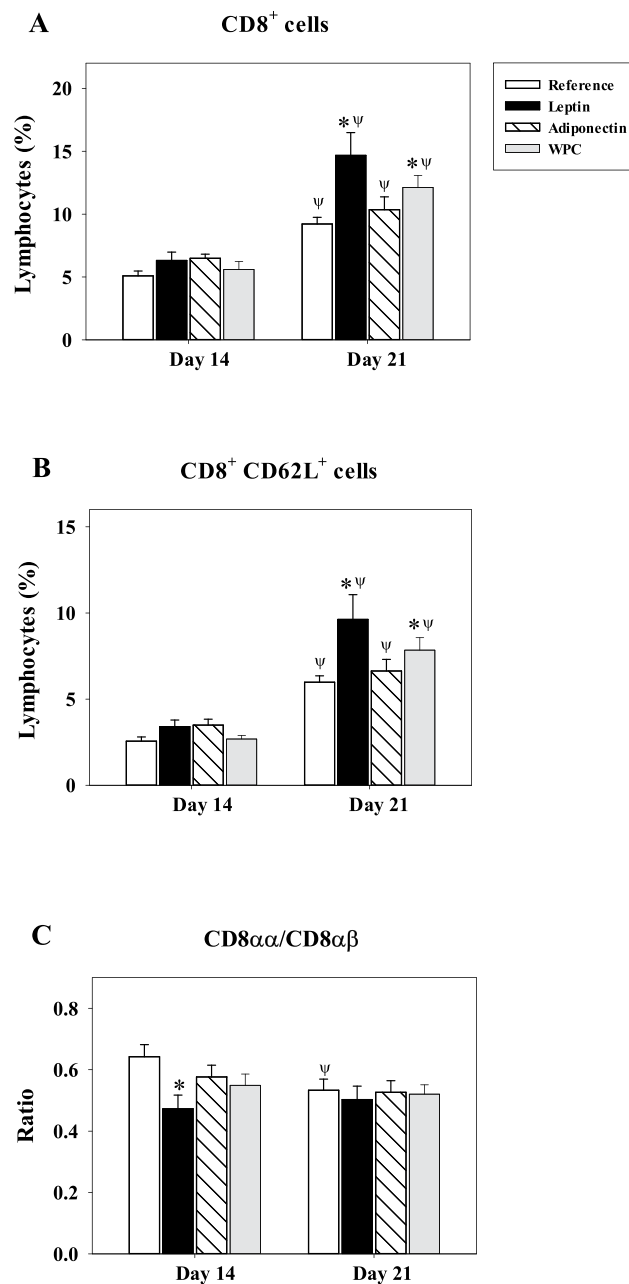 A
CD8⁺ cells
Lymphocytes (%)
20
15
10
5
0
* ψ
ψ
ψ
* ψ
Day 14
Day 21
Reference
Leptin
Adiponectin
WPC
B
CD8⁺ CD62L⁺ cells
Lymphocytes (%)
15
10
5
0
* ψ
ψ
ψ
* ψ
Day 14
Day 21
C
CD8αα/CD8αβ
Ratio
0.8
0.6
0.4
0.2
0.0
*
ψ
Day 14
Day 21